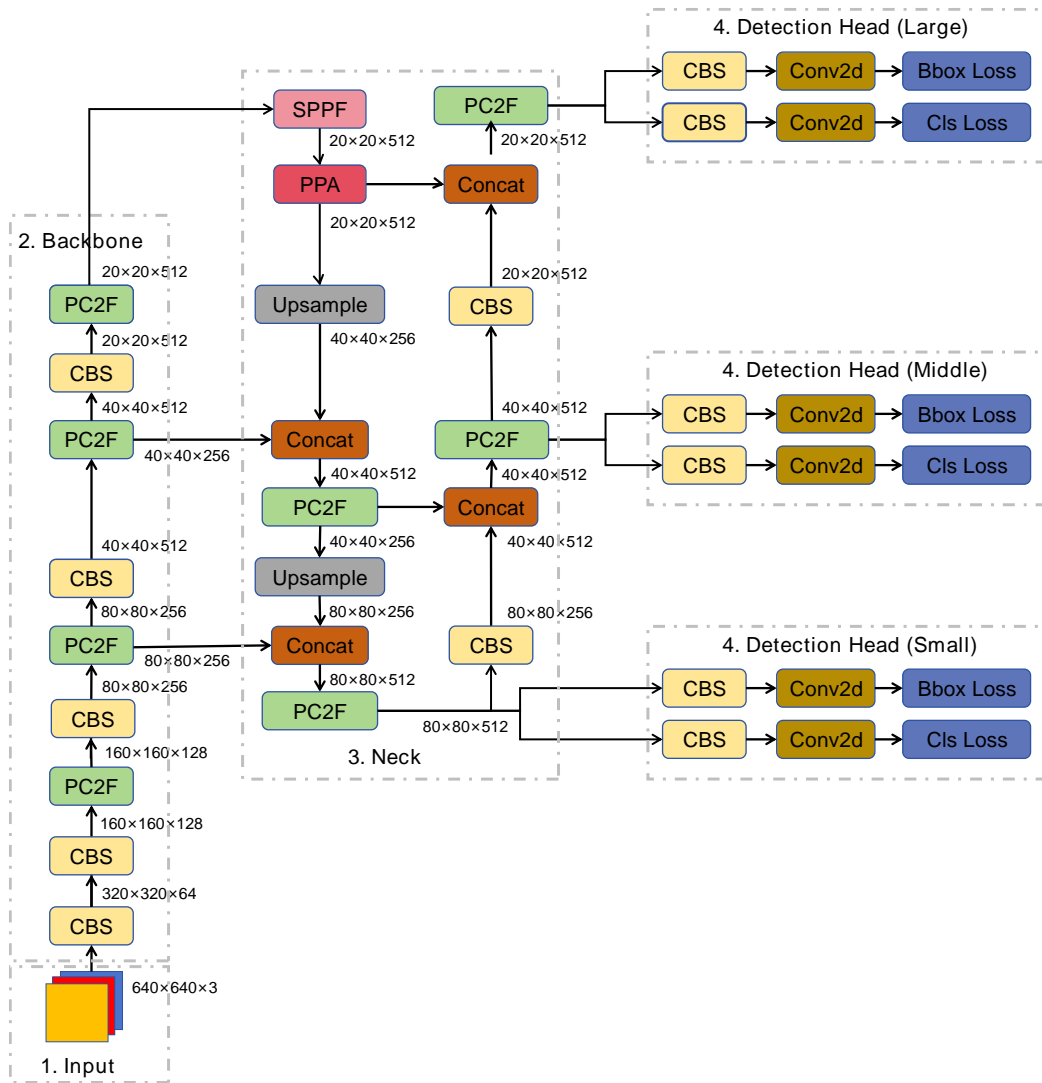 4. Detection Head (Large)
CBS
Conv2d
Bbox Loss
CBS
Conv2d
Cls Loss
SPPF
20×20×512
PPA
20×20×512
Upsample
40×40×256
Concat
40×40×512
PC2F
40×40×256
Upsample
80×80×256
Concat
80×80×512
PC2F
80×80×512
PC2F
20×20×512
Concat
20×20×512
CBS
40×40×512
PC2F
40×40×512
Concat
40×40×512
80×80×256
CBS
3. Neck
2. Backbone
20×20×512
PC2F
20×20×512
CBS
40×40×512
PC2F
40×40×256
40×40×512
CBS
80×80×256
PC2F
80×80×256
80×80×256
CBS
160×160×128
PC2F
160×160×128
CBS
320×320×64
CBS
640×640×3
1. Input
4. Detection Head (Middle)
CBS
Conv2d
Bbox Loss
CBS
Conv2d
Cls Loss
4. Detection Head (Small)
CBS
Conv2d
Bbox Loss
CBS
Conv2d
Cls Loss